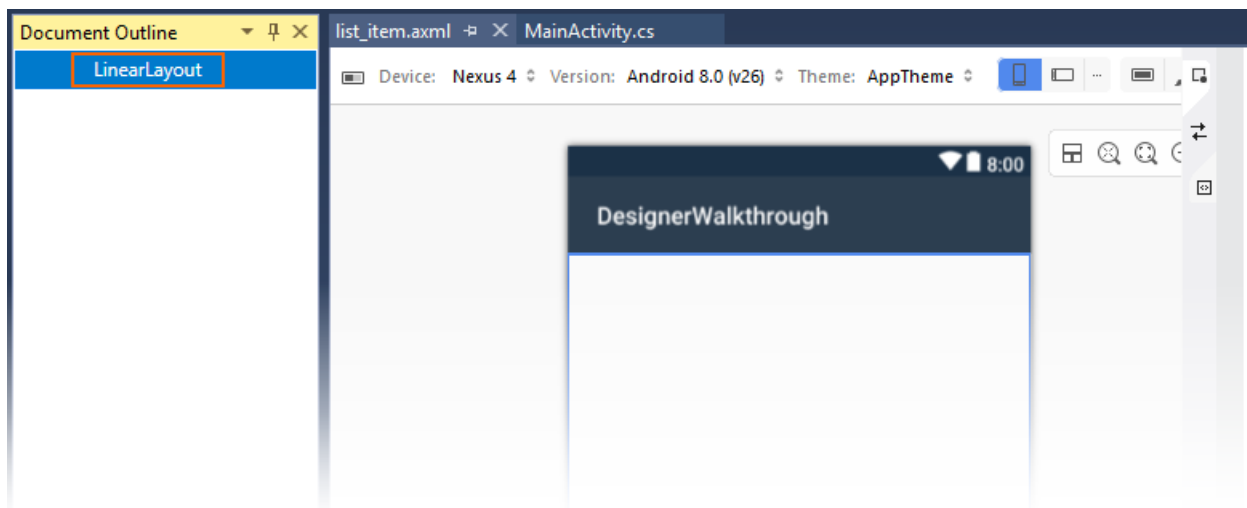 Document Outline
LinearLayout
list_item.axml MainActivity.cs
Device: Nexus 4 Version: Android 8.0 (v26) Theme: AppTheme
8:00
DesignerWalkthrough